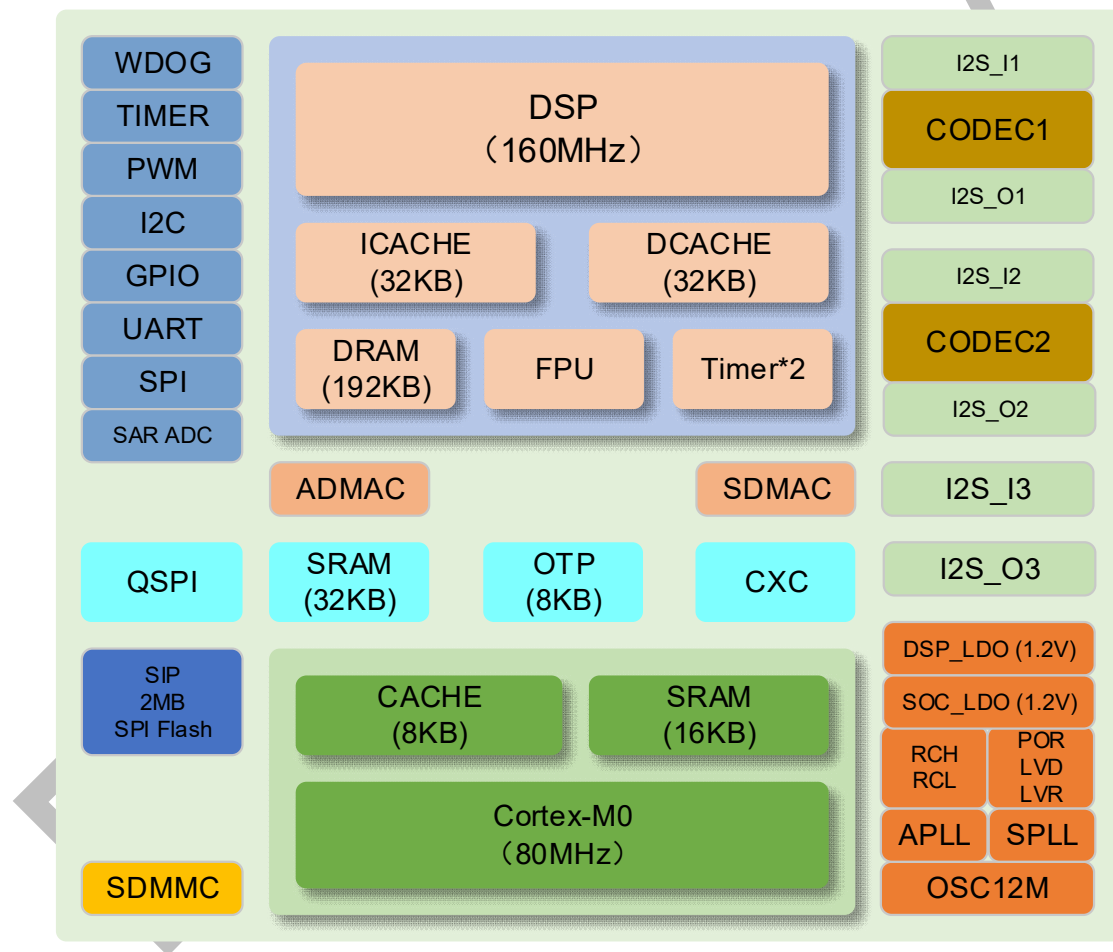 WDOG
TIMER
PWM
I2C
GPIO
UART
SPI
SAR ADC
DSP
（160MHz）
ICACHE
(32KB)
DCACHE
(32KB)
DRAM
(192KB)
FPU
Timer*2
I2S_I1
CODEC1
I2S_O1
I2S_I2
CODEC2
I2S_O2
ADMAC
SDMAC
I2S_I3
QSPI
SRAM
(32KB)
OTP
(8KB)
CXC
I2S_O3
SIP
2MB
SPI Flash
CACHE
(8KB)
SRAM
(16KB)
Cortex-M0
（80MHz）
SDMMC
DSP_LDO (1.2V)
SOC_LDO (1.2V)
RCH
RCL
POR
LVD
LVR
APLL
SPLL
OSC12M